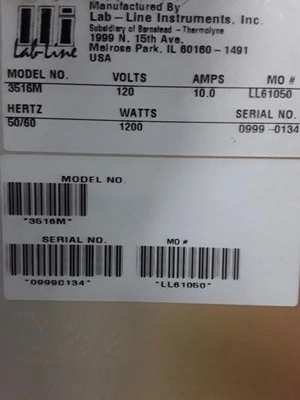 Manufactured By
Lab-Line Instruments, Inc.
Subsidiary of Barnstead - Thermolyne
1999 N. 15th Ave.
Melrose Park, IL 60160-1491
USA
Lab-Line
MODEL NO. VOLTS AMPS MO #
3516M 120 10.0 LL61050
HERTZ WATTS SERIAL NO.
50/60 1200 0999-0134
MODEL NO.
"3516M"
SERIAL NO. MO #
"09990134" "LL61050"